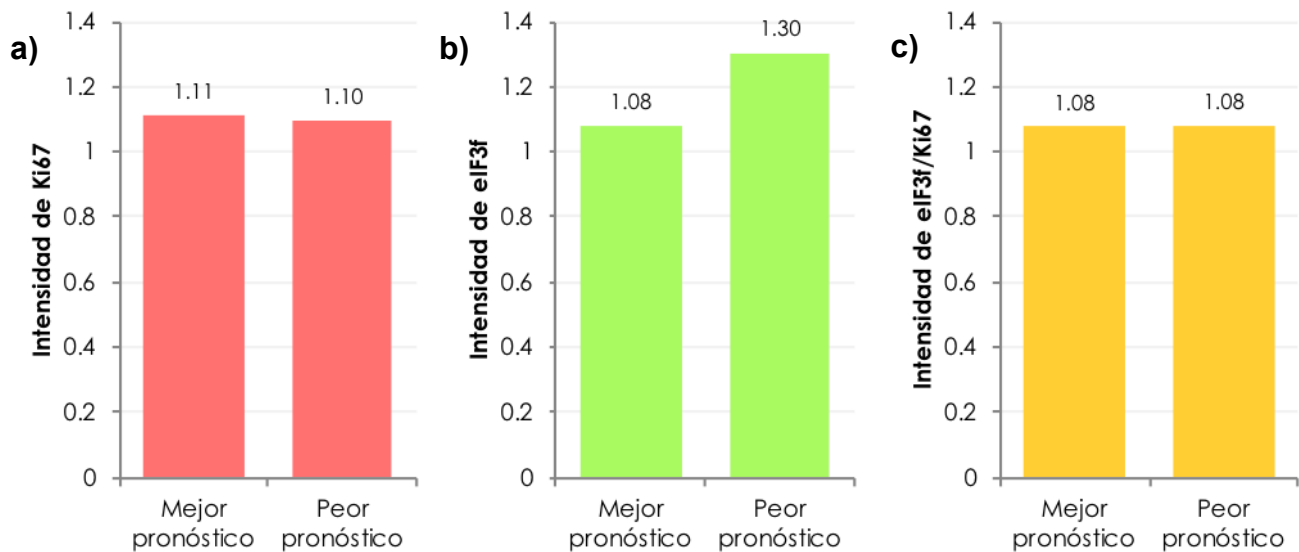 a)
Intensidad de Ki67
1.4
1.2
1
0.8
0.6
0.4
0.2
0
1.11
1.10
Mejor
pronóstico
Peor
pronóstico
b)
Intensidad de eIF3f
1.4
1.2
1
0.8
0.6
0.4
0.2
0
1.08
1.30
Mejor
pronóstico
Peor
pronóstico
c)
Intensidad de eIF3f/Ki67
1.4
1.2
1
0.8
0.6
0.4
0.2
0
1.08
1.08
Mejor
pronóstico
Peor
pronóstico